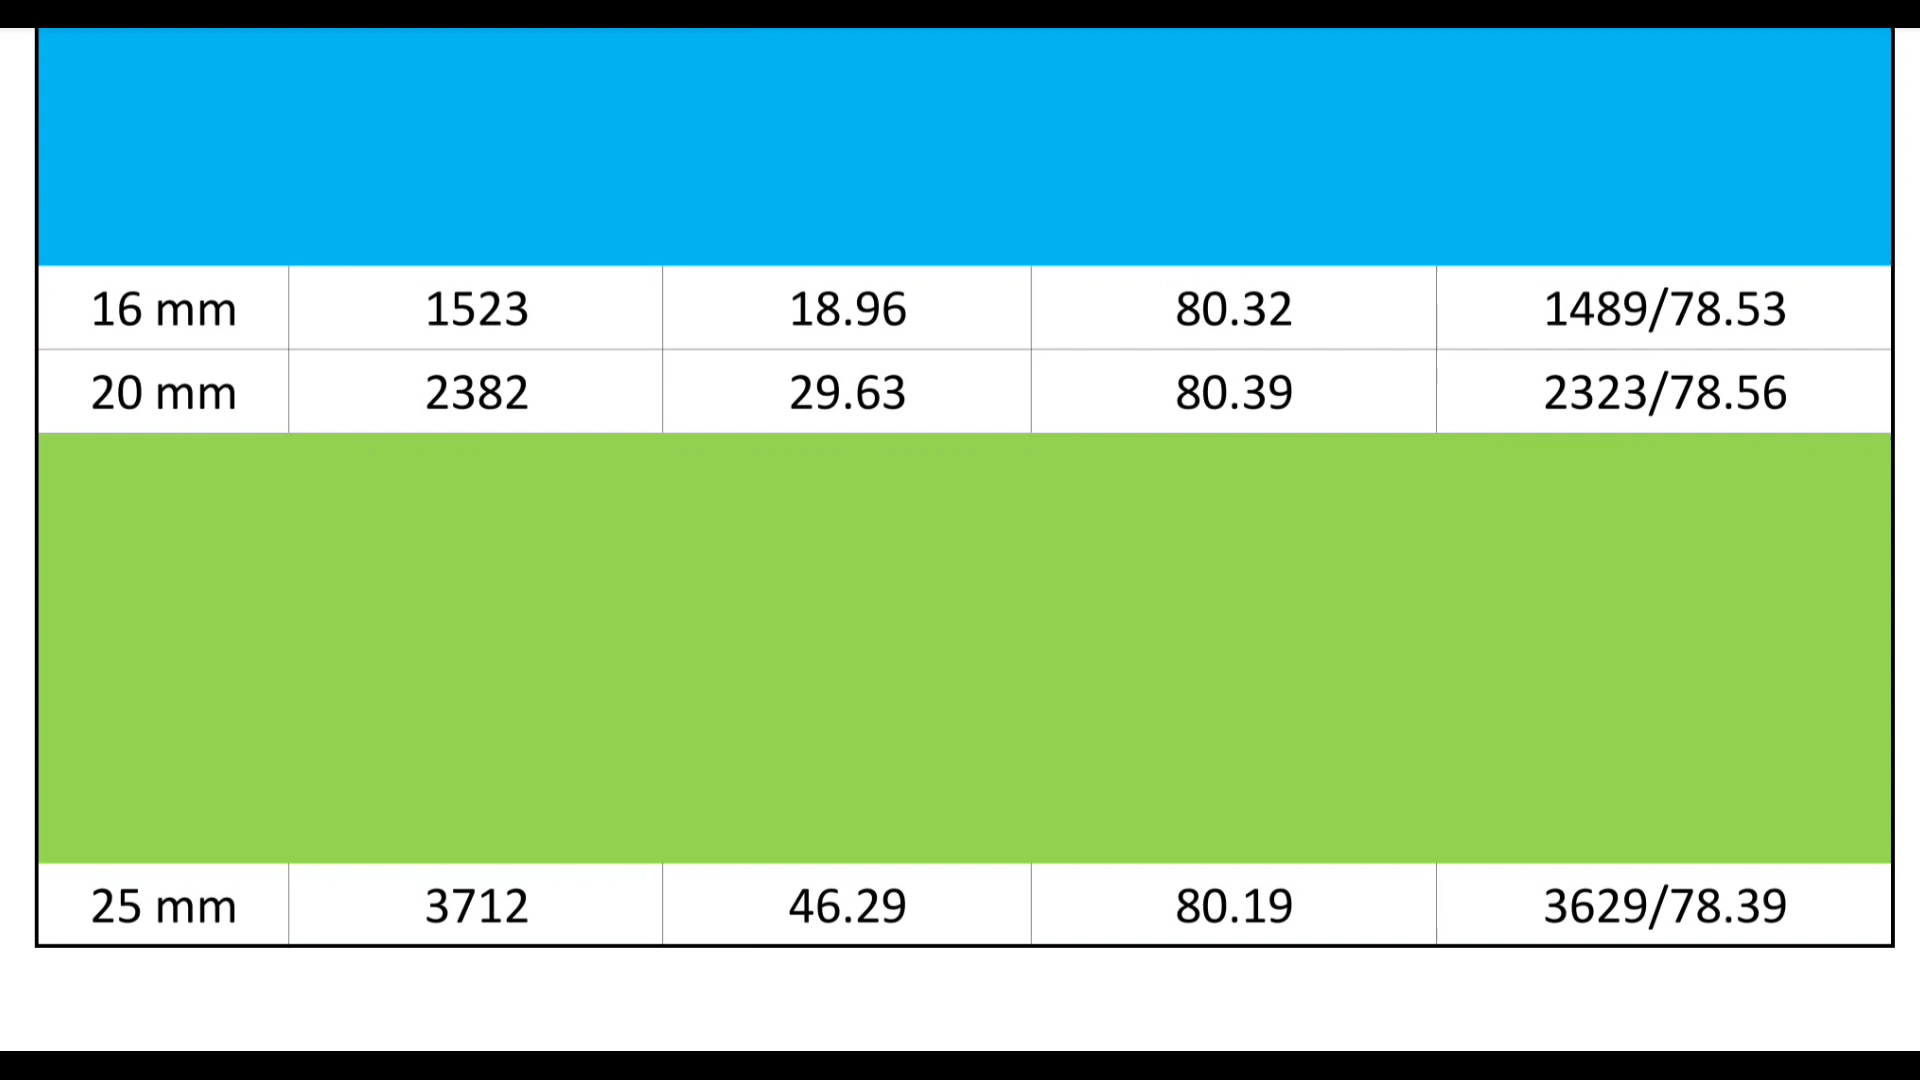 16 mm 1523 18.96 80.32 1489/78.53
20 mm 2382 29.63 80.39 2323/78.56
25 mm 3712 46.29 80.19 3629/78.39